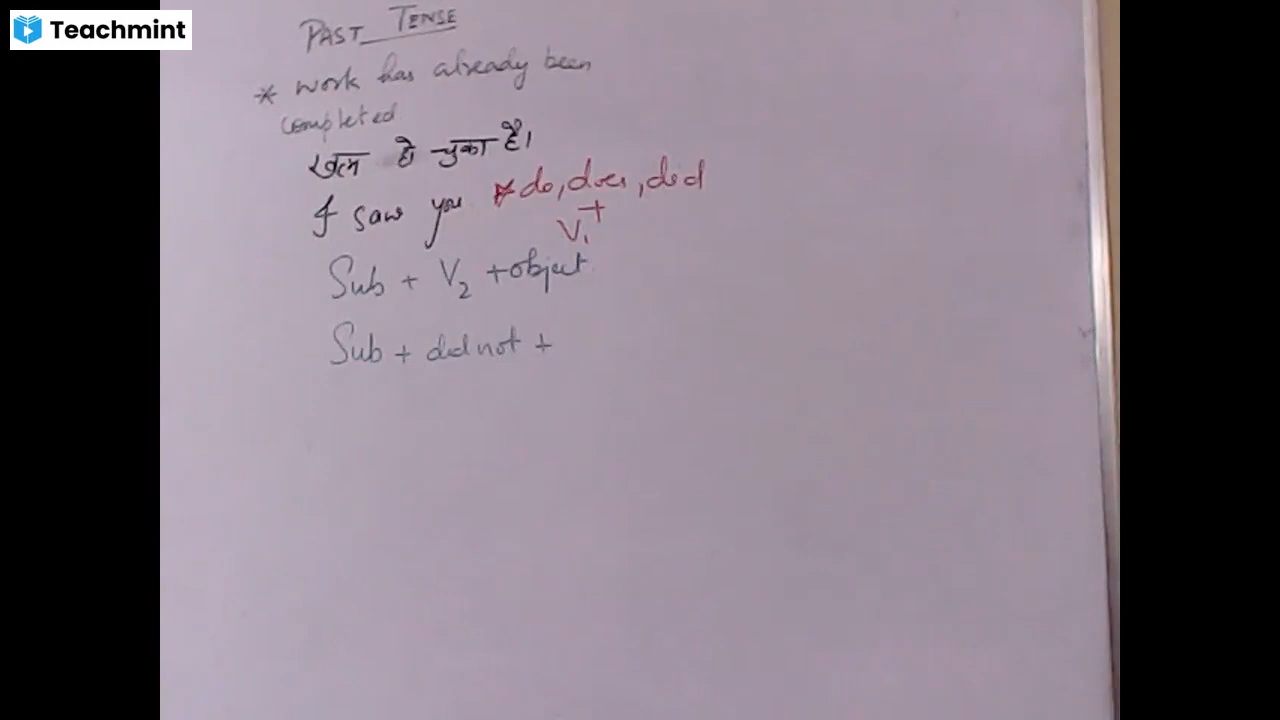 Teachmint
PAST TENSE
* work has already been
completed
खत्म हो चुका है।
I saw you * do, does, did
+
V1
Sub + V2 + object
Sub + did not +